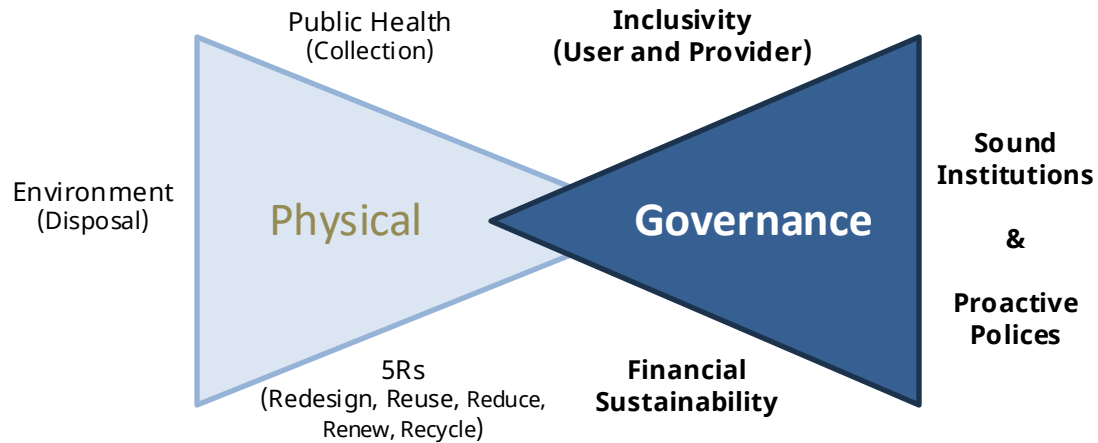 Public Health
(Collection)
Inclusivity
(User and Provider)
Environment
(Disposal)
Physical
Governance
Sound
Institutions
&
Proactive
Polices
5Rs
(Redesign, Reuse, Reduce,
Renew, Recycle)
Financial
Sustainability